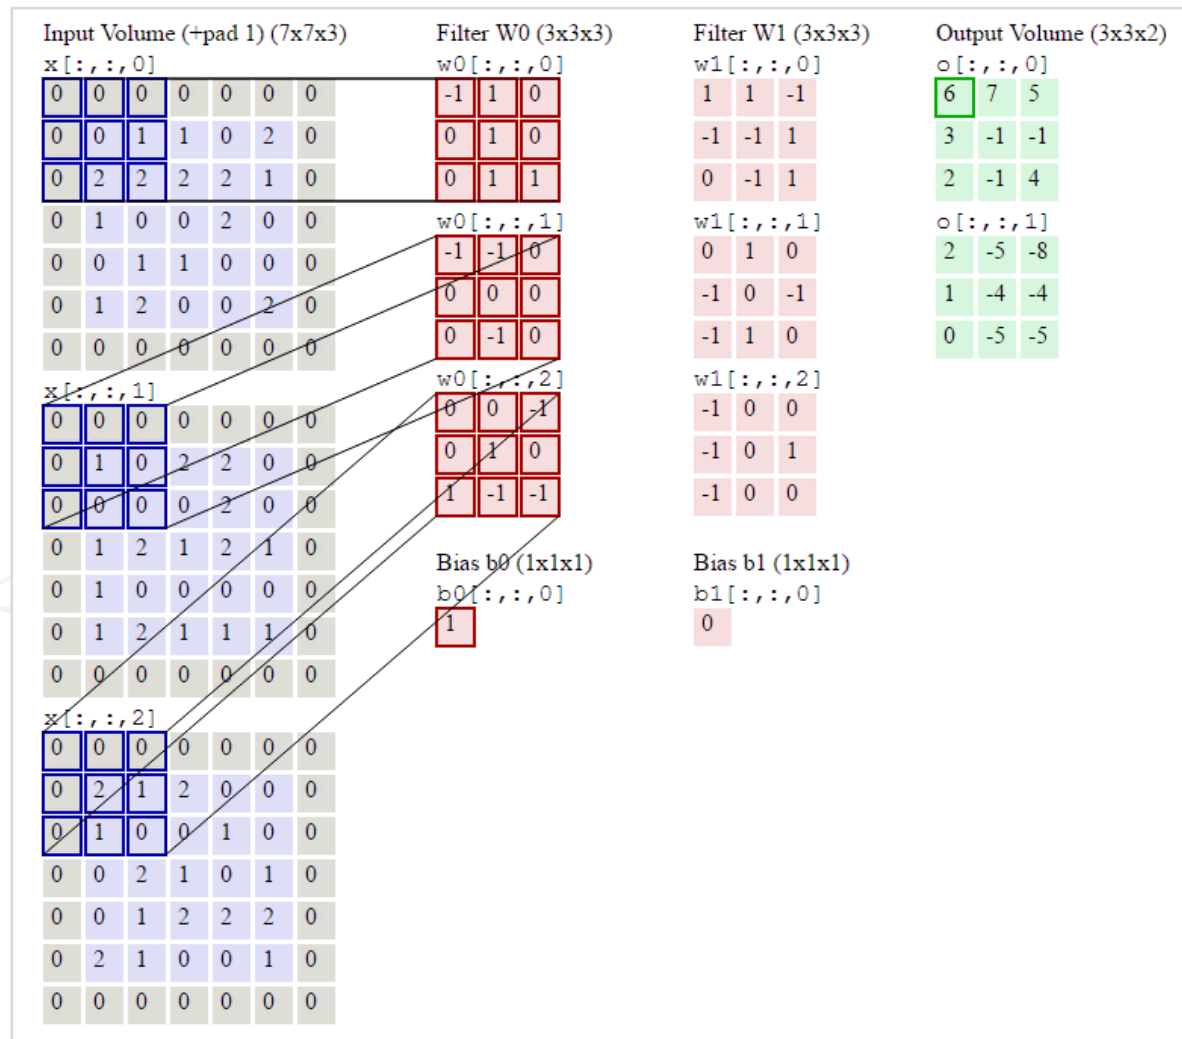 Input Volume (+pad 1) (7x7x3)
x[:,:,0]
0 0 0 0 0 0 0
0 0 1 1 0 2 0
0 2 2 2 2 1 0
0 1 0 0 2 0 0
0 0 1 1 0 0 0
0 1 2 0 0 2 0
0 0 0 0 0 0 0
x[:,:,1]
0 0 0 0 0 0 0
0 1 0 2 2 0 0
0 0 0 0 2 0 0
0 1 2 1 2 1 0
0 1 0 0 0 0 0
0 1 2 1 1 1 0
0 0 0 0 0 0 0
x[:,:,2]
0 0 0 0 0 0 0
0 2 1 2 0 0 0
0 1 0 0 1 0 0
0 0 2 1 0 1 0
0 0 1 2 2 2 0
0 2 1 0 0 1 0
0 0 0 0 0 0 0
Filter W0 (3x3x3)
w0[:,:,0]
-1 1 0
0 1 0
0 1 1
w0[:,:,1]
-1 -1 0
0 0 0
0 -1 0
w0[:,:,2]
0 0 -1
0 1 0
1 -1 -1
Bias b0 (1x1x1)
b0[:,:,0]
1
Filter W1 (3x3x3)
w1[:,:,0]
1 1 -1
-1 -1 1
0 -1 1
w1[:,:,1]
0 1 0
-1 0 -1
-1 1 0
w1[:,:,2]
-1 0 0
-1 0 1
-1 0 0
Bias b1 (1x1x1)
b1[:,:,0]
0
Output Volume (3x3x2)
o[:,:,0]
6 7 5
3 -1 -1
2 -1 4
o[:,:,1]
2 -5 -8
1 -4 -4
0 -5 -5